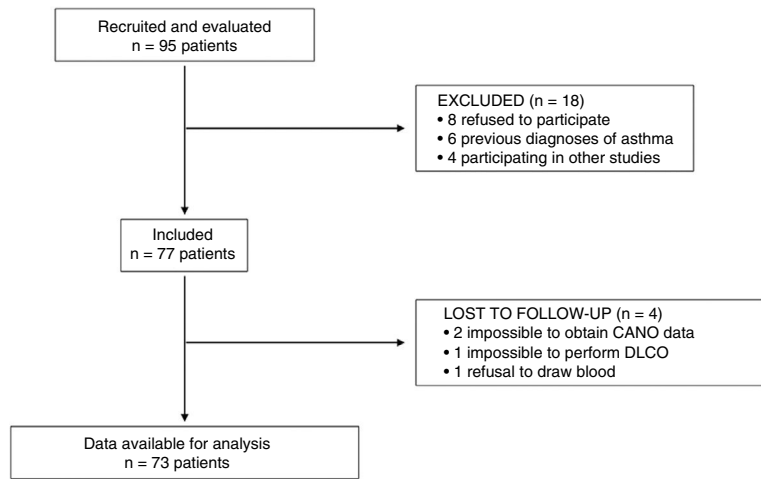 Recruited and evaluated
n = 95 patients
EXCLUDED (n = 18)
• 8 refused to participate
• 6 previous diagnoses of asthma
• 4 participating in other studies
Included
n = 77 patients
LOST TO FOLLOW-UP (n = 4)
• 2 impossible to obtain CANO data
• 1 impossible to perform DLCO
• 1 refusal to draw blood
Data available for analysis
n = 73 patients